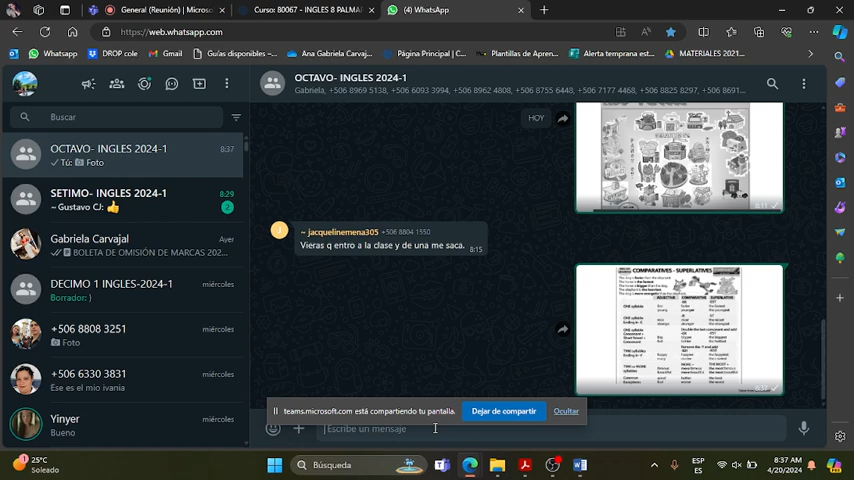 General (Reunión) | Microsoft
Curso: 80067 - INGLES 8 PALMAR
(4) WhatsApp
https://web.whatsapp.com
Whatsapp
DROP cole
Gmail
Guías disponibles –...
Ana Gabriela Carvaj...
Página Principal | C...
Plantillas de Apren...
Alerta temprana est...
MATERIALES 2021...
Buscar
OCTAVO- INGLES 2024-1
8:37
Tú: Foto
SETIMO- INGLES 2024-1
8:29
~ Gustavo CJ: 👍
2
Gabriela Carvajal
Ayer
BOLETA DE OMISIÓN DE MARCAS 202...
DECIMO 1 INGLES-2024-1
miércoles
Borrador: )
+506 8808 3251
miércoles
Foto
+506 6330 3831
miércoles
Ese es el mio ivania
Yinyer
miércoles
Bueno
OCTAVO- INGLES 2024-1
Gabriela, +506 8969 5138, +506 6093 3994, +506 8962 4808, +506 8755 6448, +506 7177 4468, +506 8825 8297, +506 8691...
HOY
8:11
~ jacquelinemena305 +506 8804 1550
Vieras q entro a la clase y de una me saca.
8:15
COMPARATIVES - SUPERLATIVES
ADJECTIVE COMPARATIVE SUPERLATIVE
8:37
teams.microsoft.com está compartiendo tu pantalla.
Dejar de compartir
Ocultar
Escribe un mensaje
25°C
Soleado
Búsqueda
ESP
ES
8:37 AM
4/20/2024